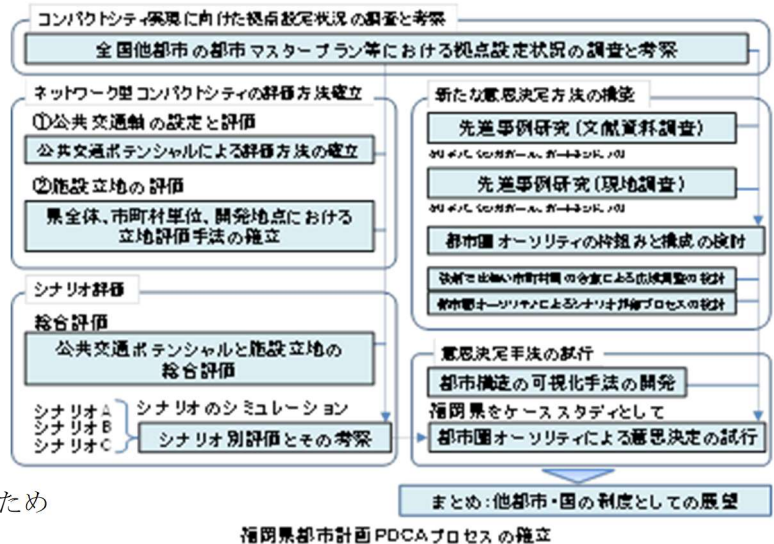 コンパクトシティ実現に向けた拠点設定状況の調査と考察
全国他都市の都市マスタープラン等における拠点設定状況の調査と考察
ネットワーク型コンパクトシティの評価方法確立
①公共交通軸の設定と評価
公共交通ポテンシャルによる評価方法の確立
②施設立地の評価
県全体、市町村単位、開発地点における
立地評価手法の確立
シナリオ評価
総合評価
公共交通ポテンシャルと施設立地の
総合評価
シナリオA
シナリオB
シナリオC
シナリオのシミュレーション
シナリオ別評価とその考察
新たな意思決定方法の構築
先進事例研究(文献資料調査)
先進事例研究(現地調査)
都市圏オーソリティの枠組みと構成の検討
市町村間の合意による広域調整の検討
都市圏オーソリティによるシナリオ プロセスの検討
意思決定手法の試行
都市構造の可視化手法の開発
福岡県をケーススタディとして
都市圏オーソリティによる意思決定の試行
まとめ:他都市・国の制度としての展望
ため
福岡県都市計画PDCAプロセスの確立